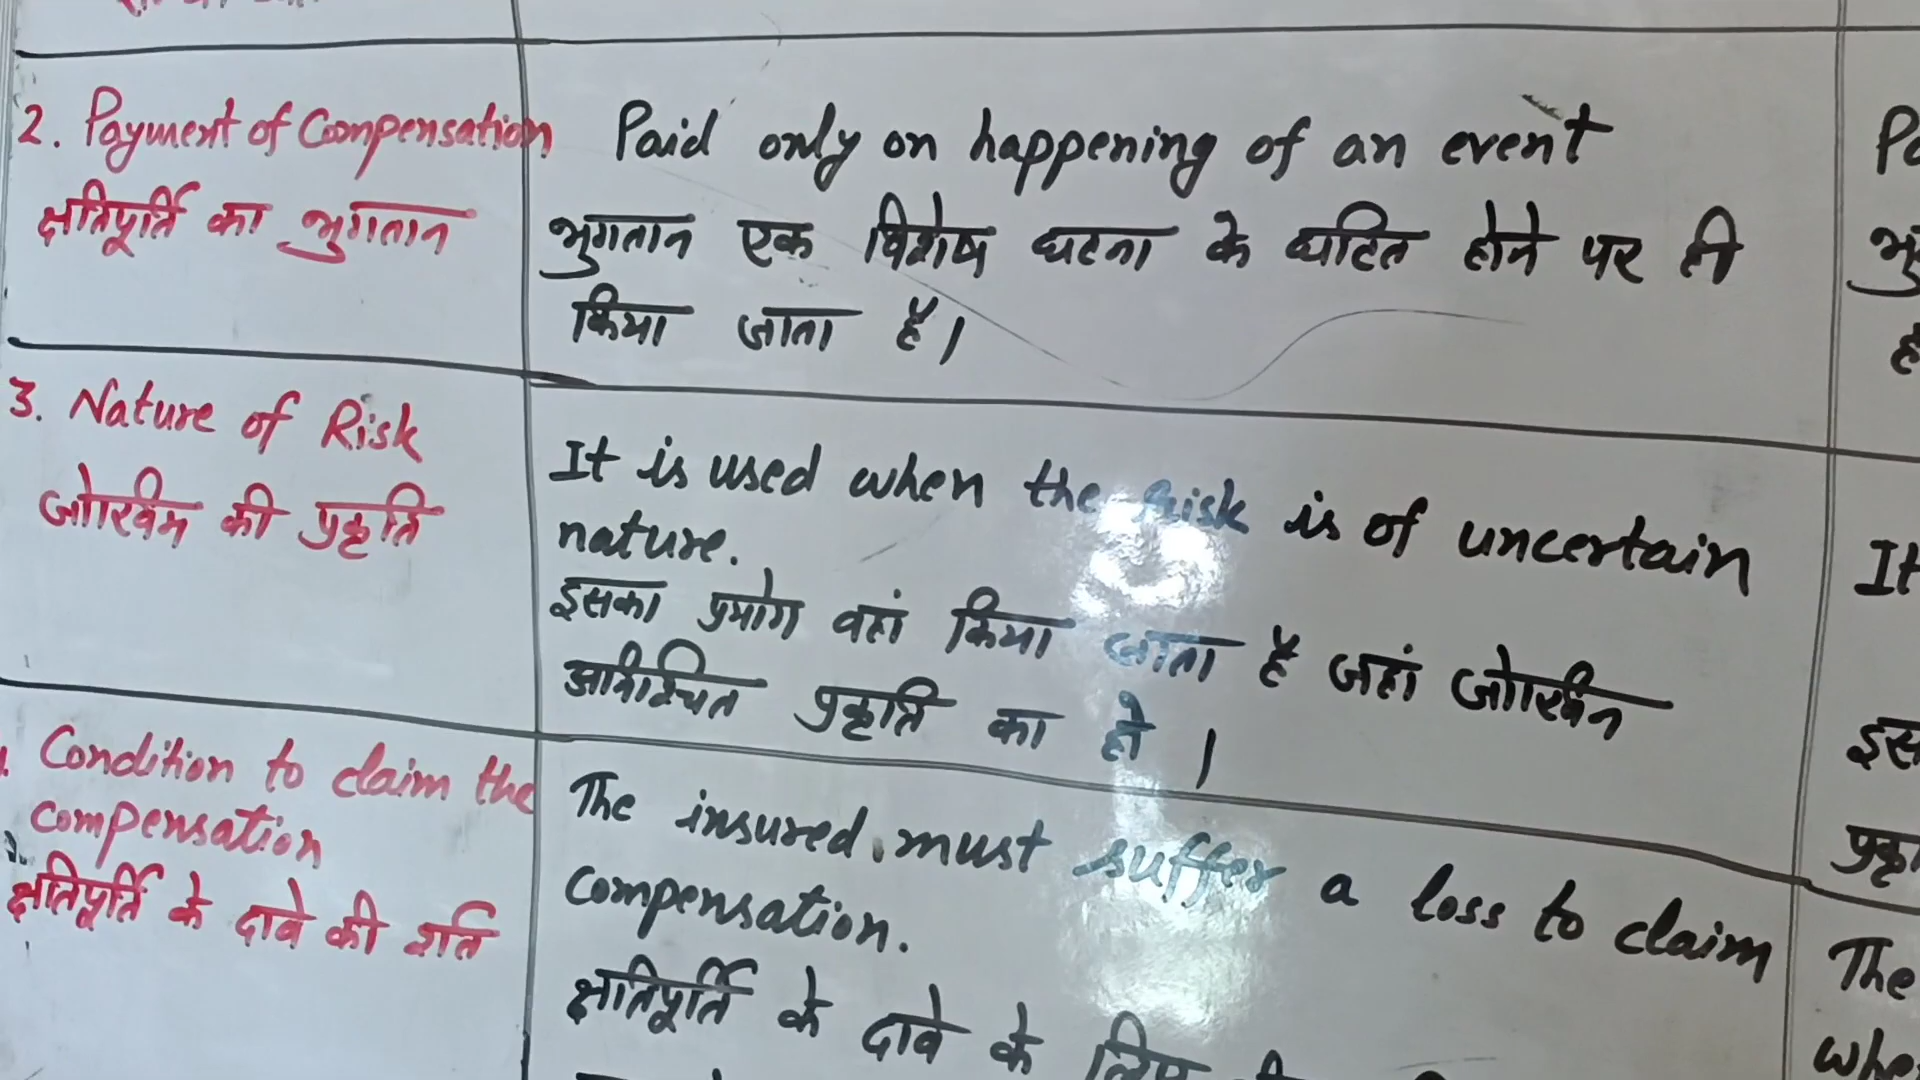 2. Payment of Compensation
क्षतिपूर्ति का भुगतान
Paid only on happening of an event
भुगतान एक विशेष घटना के घटित होने पर ही
किया जाता है।
3. Nature of Risk
जोखिम की प्रकृति
It is used when the Risk is of uncertain
nature.
इसका प्रयोग वहां किया जाता है जहां जोखिम
अनिश्चित प्रकृति का हो।
Condition to claim the
compensation
क्षतिपूर्ति के दावे की शर्त
The insured must suffer a loss to claim
compensation.
क्षतिपूर्ति के दावे के लिए
It
The